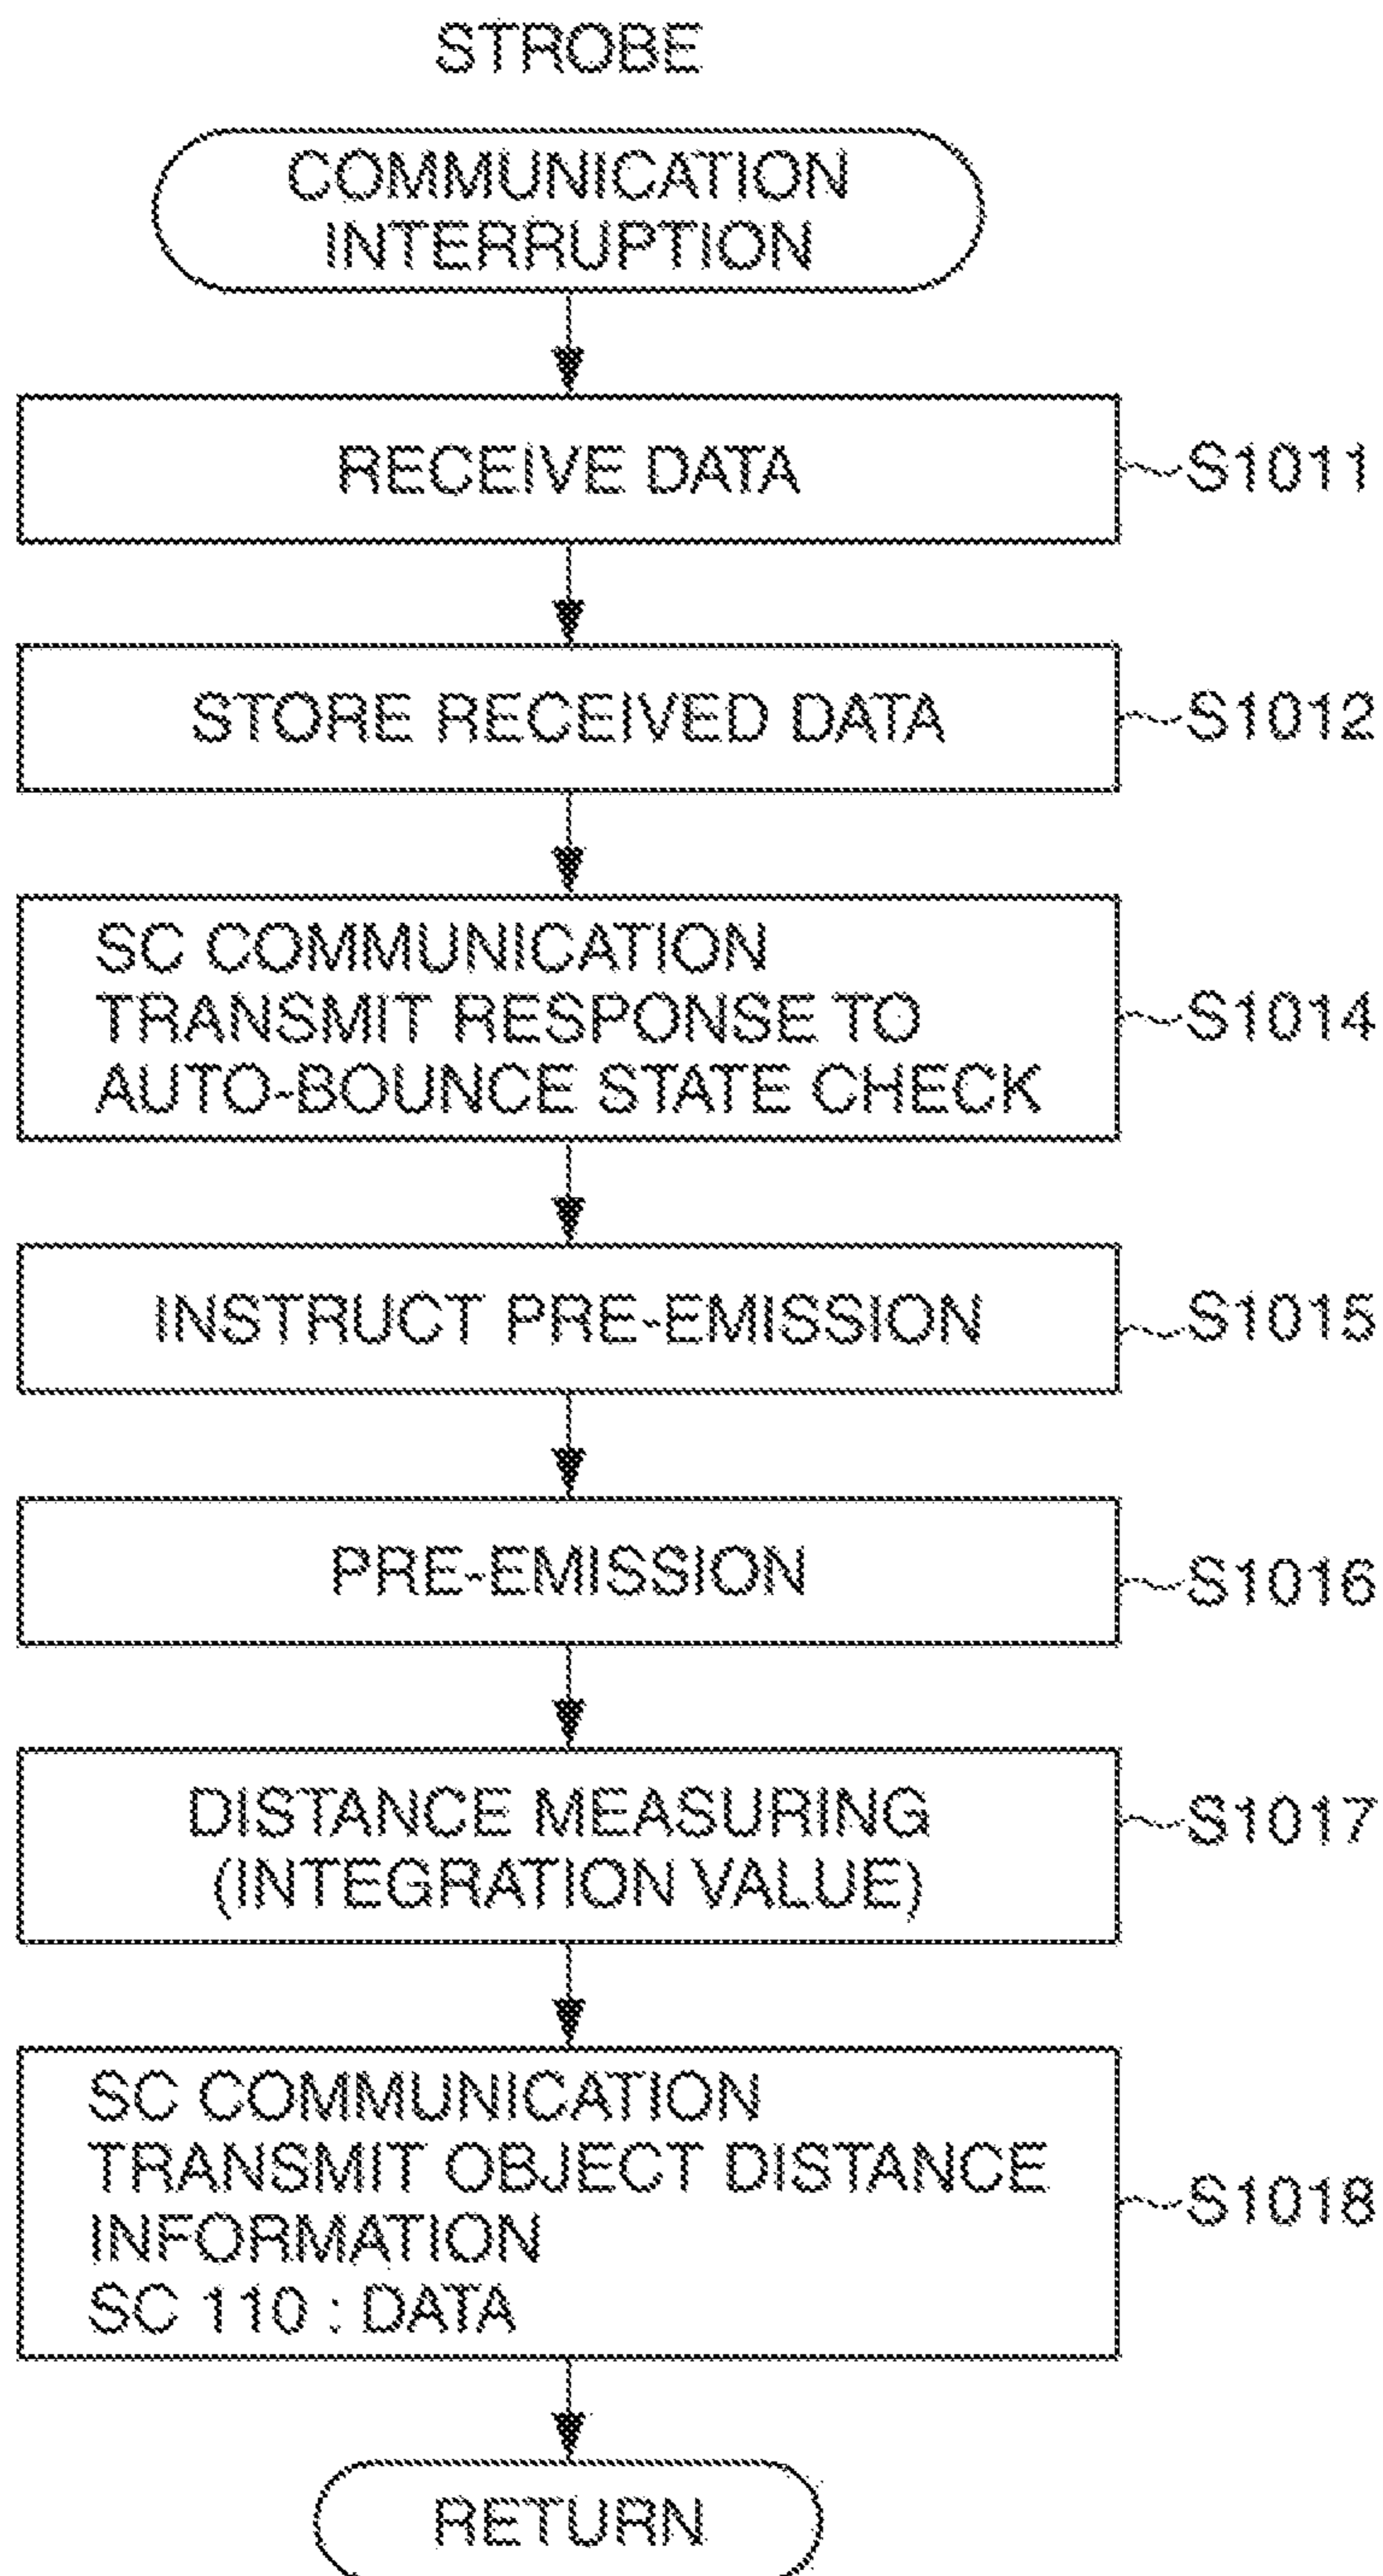 STROBE
COMMUNICATION
INTERRUPTION
RECEIVE DATA
S1011
STORE RECEIVED DATA
S1012
SC COMMUNICATION
TRANSMIT RESPONSE TO
AUTO-BOUNCE STATE CHECK
S1014
INSTRUCT PRE-EMISSION
S1015
PRE-EMISSION
S1016
DISTANCE MEASURING
(INTEGRATION VALUE)
S1017
SC COMMUNICATION
TRANSMIT OBJECT DISTANCE
INFORMATION
SC 110 : DATA
S1018
RETURN